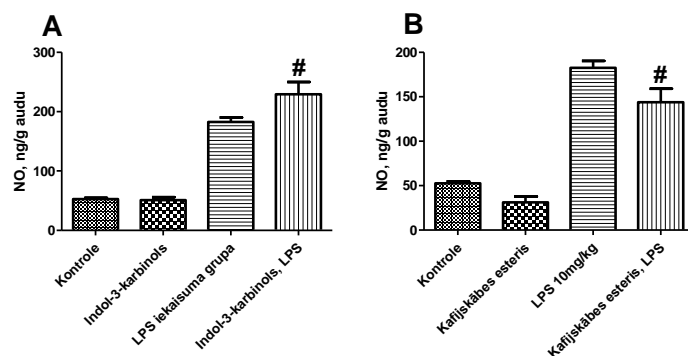 A
NO, ng/g audu
300
200
100
0
#
Kontrole
Indol-3-karbinols
LPS iekaisuma grupa
Indol-3-karbinols, LPS
B
NO, ng/g audu
200
150
100
50
0
#
Kontrole
Kafijskābes esteris
LPS 10mg/kg
Kafijskābes esteris, LPS